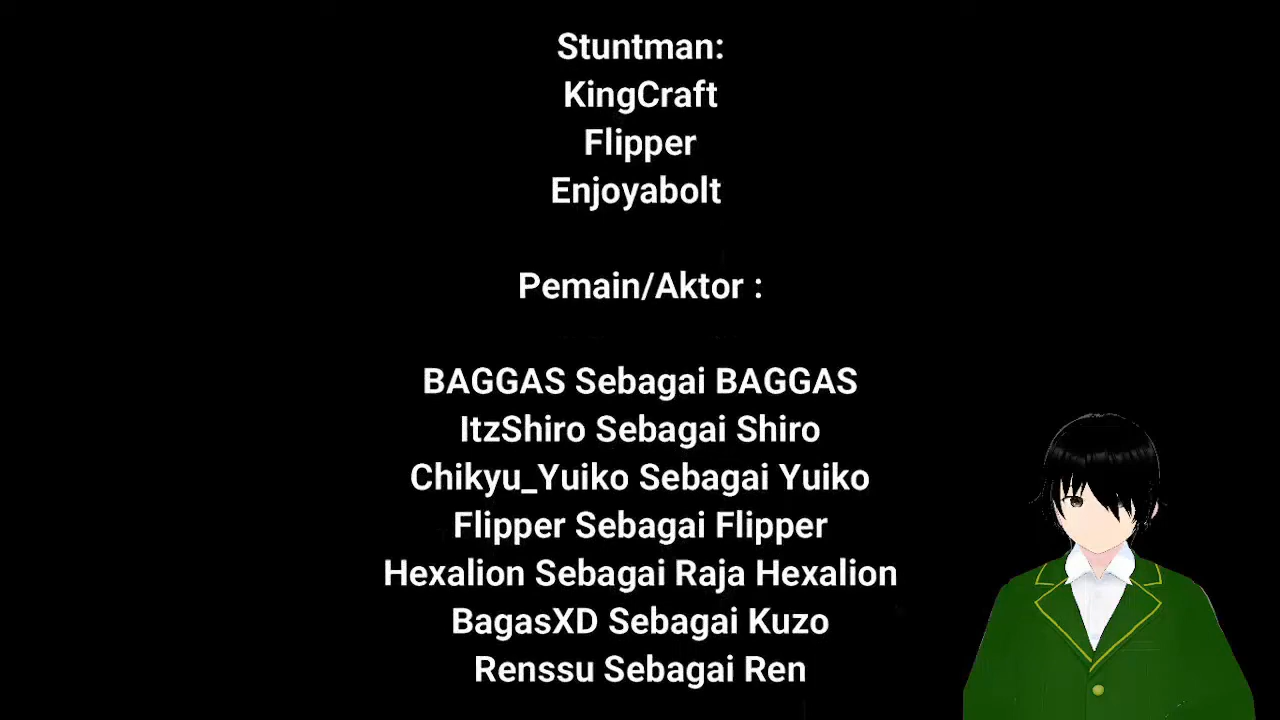 Stuntman:
KingCraft
Flipper
Enjoyabolt
Pemain/Aktor :
BAGGAS Sebagai BAGGAS
ItzShiro Sebagai Shiro
Chikyu_Yuiko Sebagai Yuiko
Flipper Sebagai Flipper
Hexalion Sebagai Raja Hexalion
BagasXD Sebagai Kuzo
Renssu Sebagai Ren